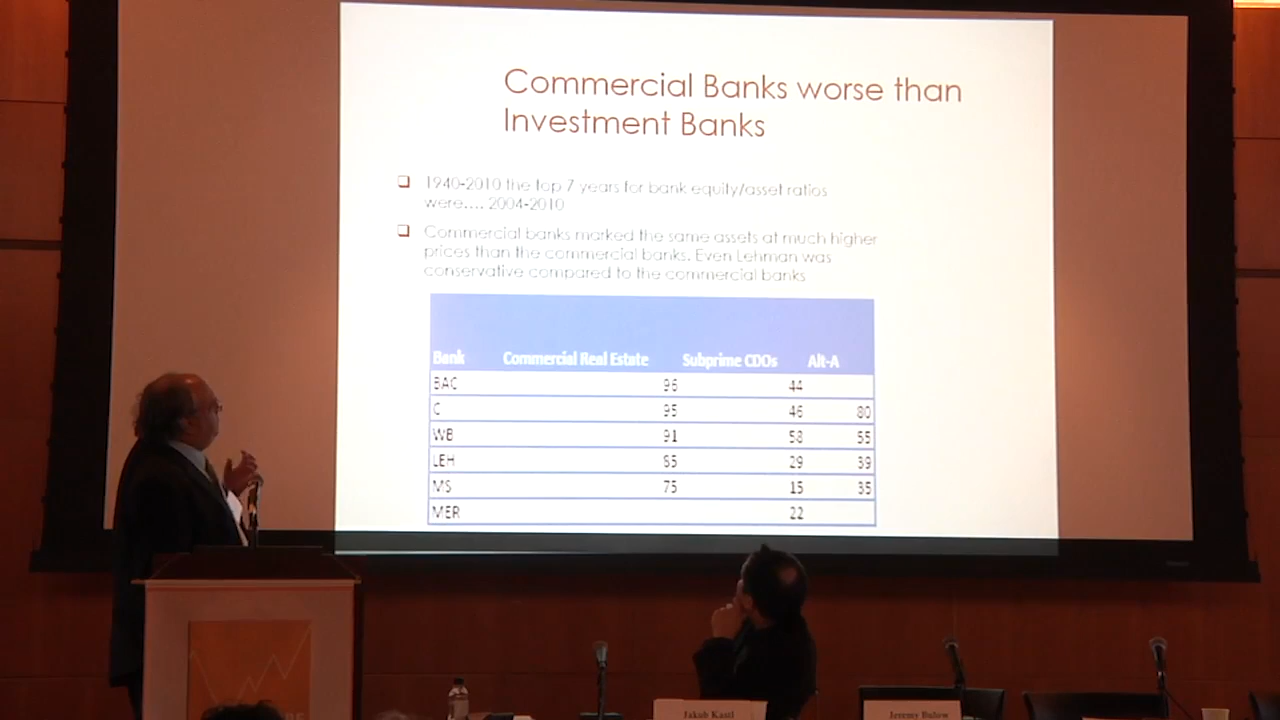 Commercial Banks worse than
Investment Banks
1940-2010 the top 7 years for bank equity/asset ratios
were.... 2004-2010
Commercial banks marked the same assets at much higher
prices than the commercial banks. Even Lehman was
conservative compared to the commercial banks
Bank Commercial Real Estate Subprime CDOs Alt-A
BAC 96 44
C 95 46 80
WB 91 58 55
LEH 29 39
MS 75 15 35
MER 22
Jakub Kastl
Jeremy Bulow